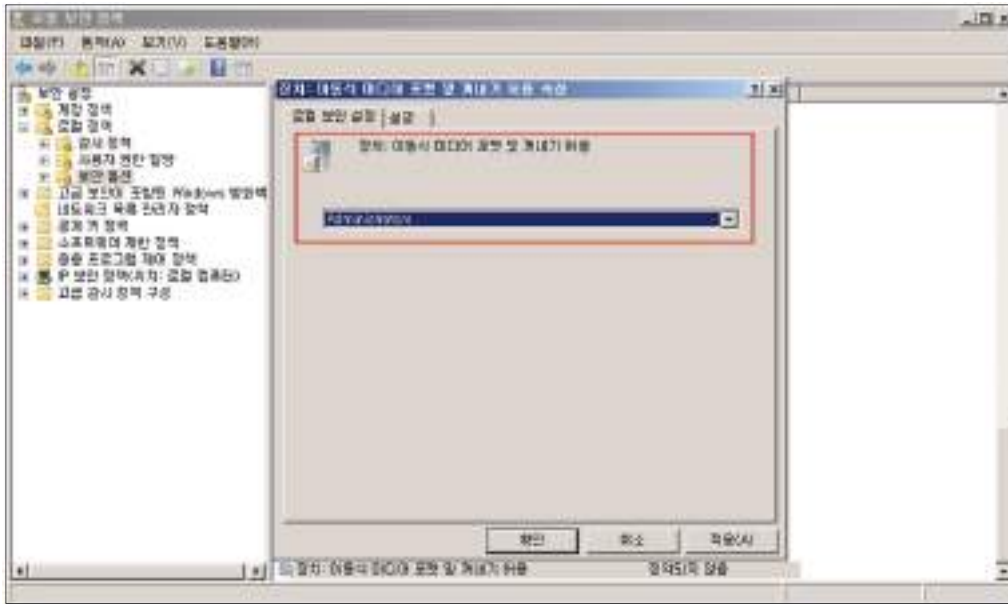 로컬 보안 정책
파일(F) 동작(A) 보기(V) 도움말(H)
보안 설정
계정 정책
로컬 정책
감사 정책
사용자 권한 할당
보안 옵션
고급 보안이 포함된 Windows 방화벽
네트워크 목록 관리자 정책
공개 키 정책
소프트웨어 제한 정책
응용 프로그램 제어 정책
IP 보안 정책(위치: 로컬 컴퓨터)
고급 감사 정책 구성
장치: 이동식 미디어 포맷 및 꺼내기 허용 속성
로컬 보안 설정 설명
장치: 이동식 미디어 포맷 및 꺼내기 허용
Administrators
확인 취소 적용(A)
장치: 이동식 미디어 포맷 및 꺼내기 허용 정의되지 않음